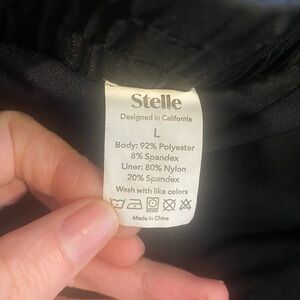 Stelle
Designed in California
L
Body: 92% Polyester
8% Spandex
Liner: 80% Nylon
20% Spandex
Wash with like colors
Made in China